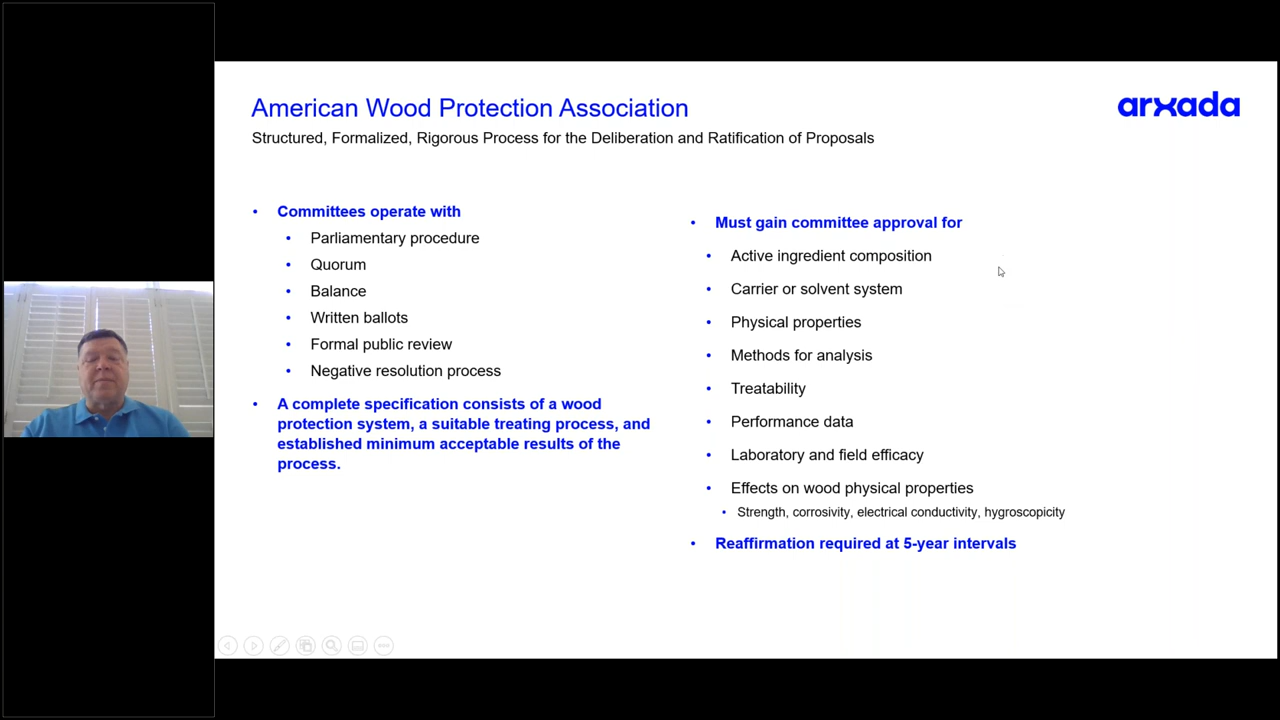 American Wood Protection Association
arxada
Structured, Formalized, Rigorous Process for the Deliberation and Ratification of Proposals
• Committees operate with
• Parliamentary procedure
• Quorum
• Balance
• Written ballots
• Formal public review
• Negative resolution process
• A complete specification consists of a wood
protection system, a suitable treating process, and
established minimum acceptable results of the
process.
• Must gain committee approval for
• Active ingredient composition
• Carrier or solvent system
• Physical properties
• Methods for analysis
• Treatability
• Performance data
• Laboratory and field efficacy
• Effects on wood physical properties
• Strength, corrosivity, electrical conductivity, hygroscopicity
• Reaffirmation required at 5-year intervals